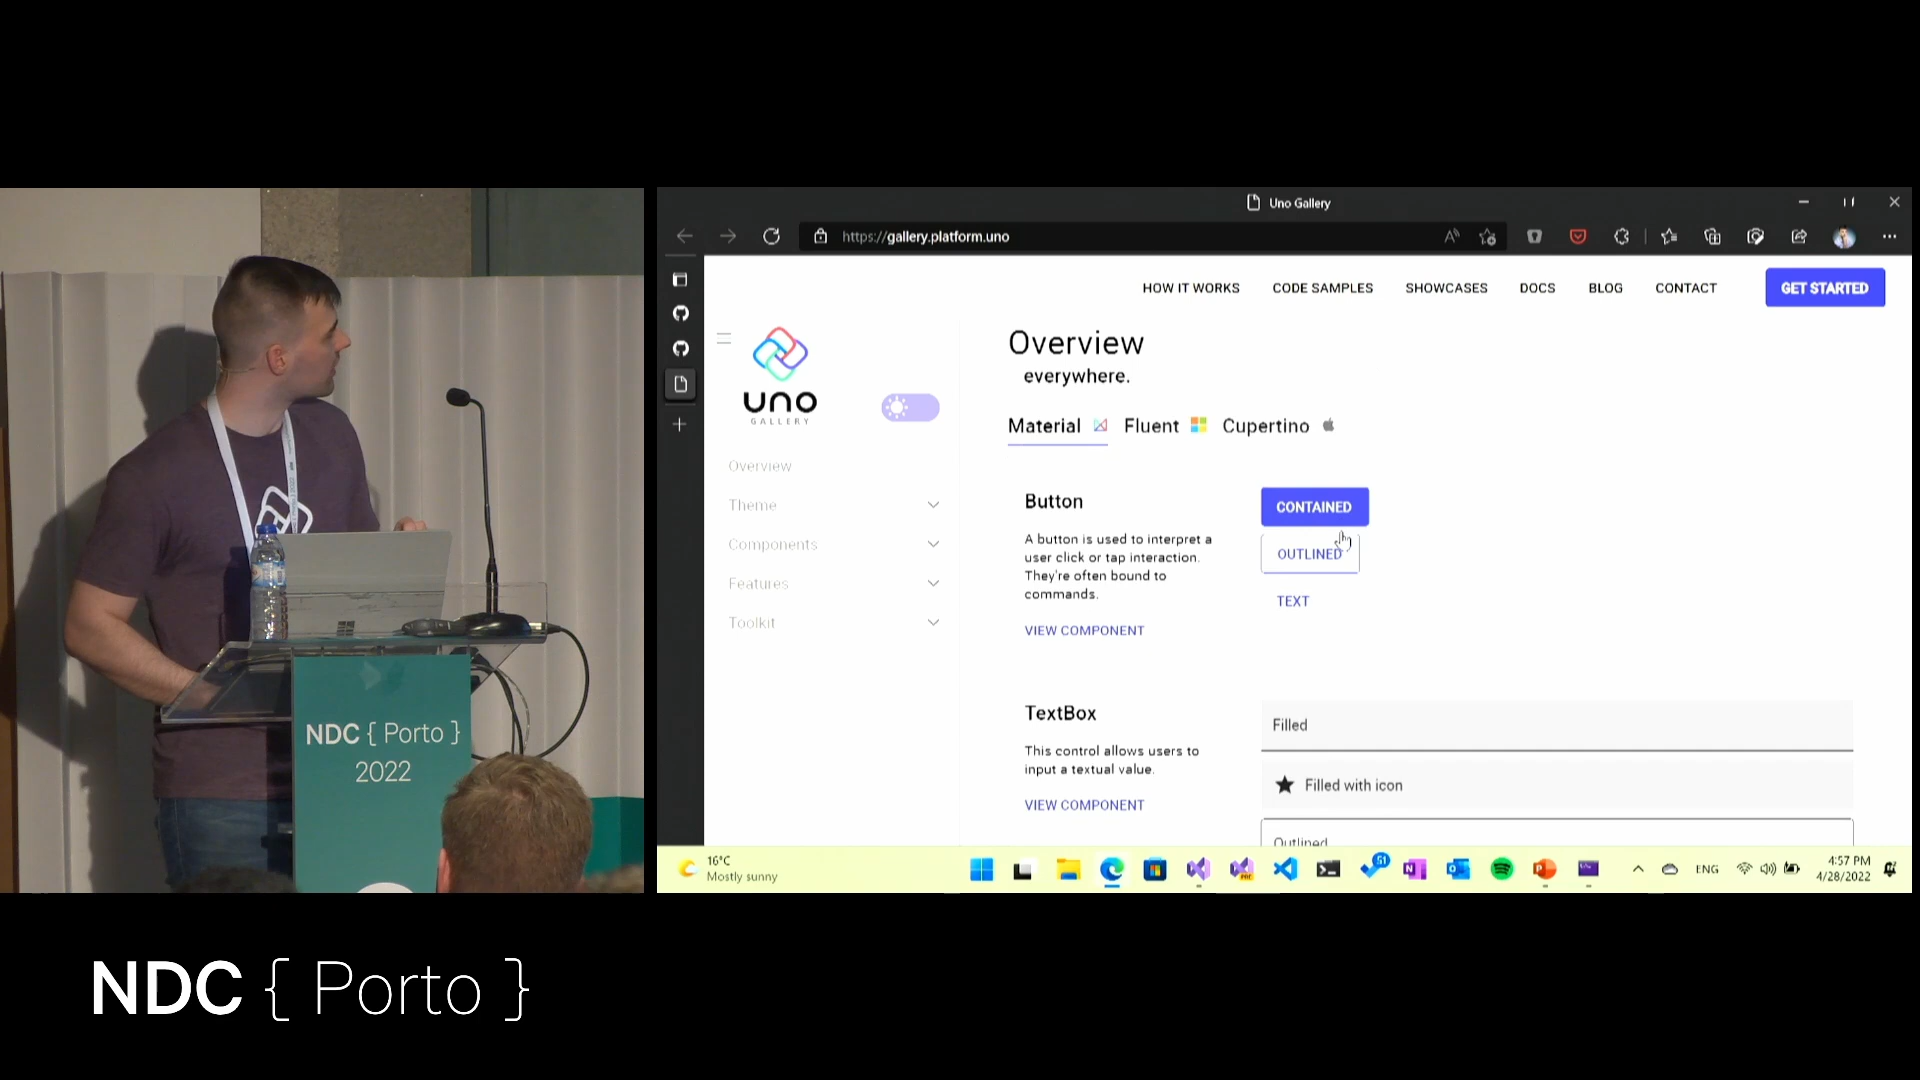 Uno Gallery
https://gallery.platform.uno
HOW IT WORKS
CODE SAMPLES
SHOWCASES
DOCS
BLOG
CONTACT
GET STARTED
uno
GALLERY
Overview
Theme
Components
Features
Toolkit
Overview
everywhere.
Material
Fluent
Cupertino
Button
A button is used to interpret a
user click or tap interaction.
They're often bound to
commands.
VIEW COMPONENT
CONTAINED
OUTLINED
TEXT
TextBox
This control allows users to
input a textual value.
VIEW COMPONENT
Filled
Filled with icon
Outlined
16°C
Mostly sunny
51
ENG
4:57 PM
4/28/2022
NDC { Porto }
2022
NDC { Porto }